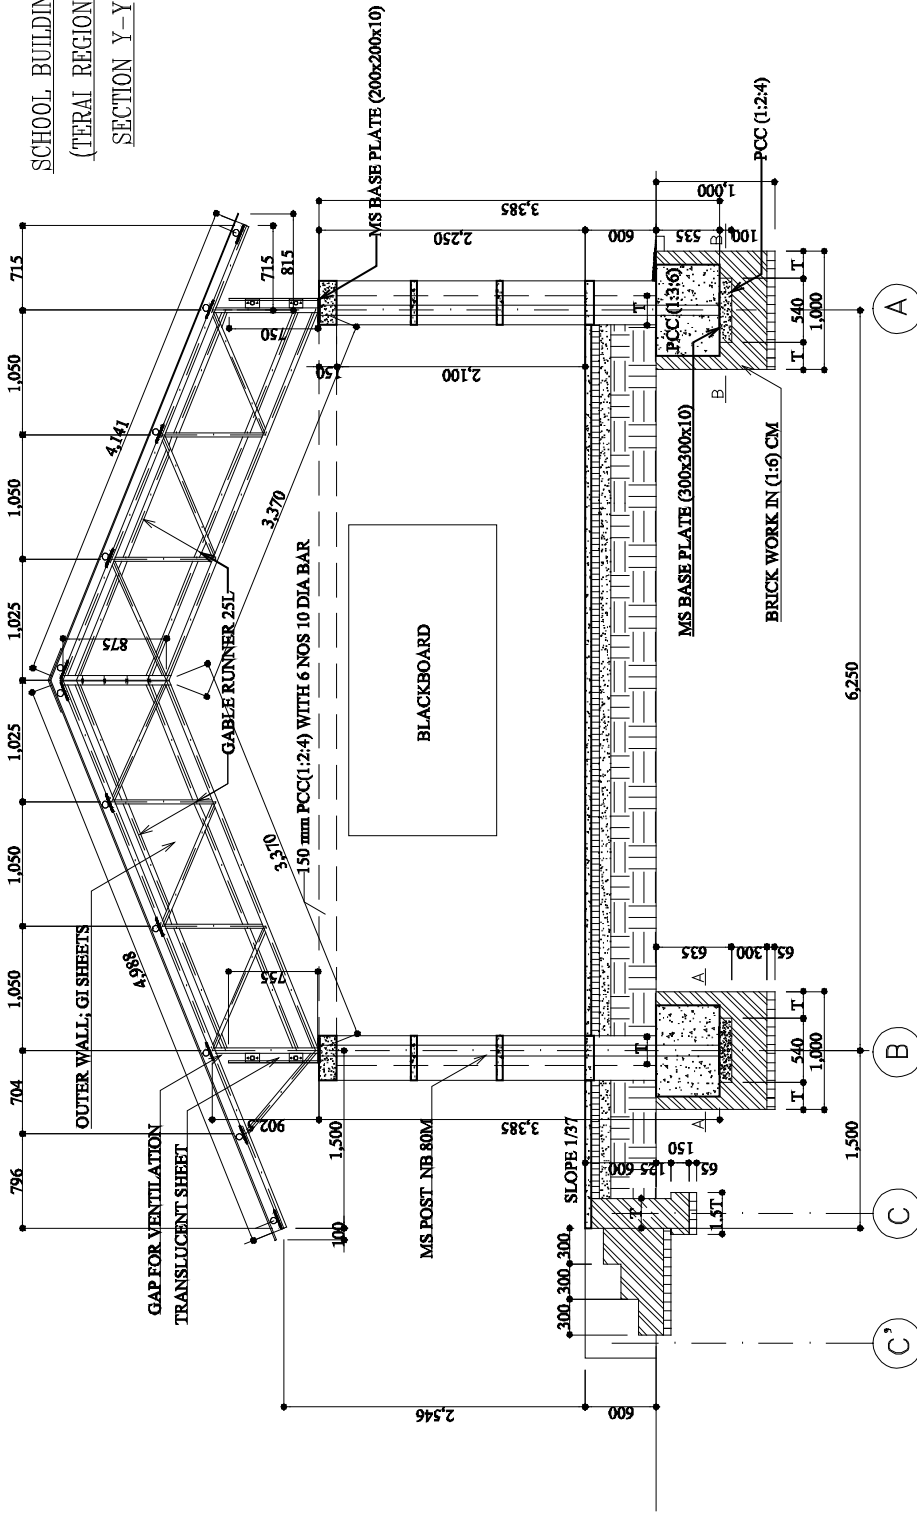 SCHOOL BUILDIN
(TERAI REGION
SECTION Y-Y
796
704
1,050
1,050
1,025
1,025
1,050
1,050
715
4,988
4,141
875
715
815
OUTER WALL; GI SHEETS
GABLE RUNNER 25L
GAP FOR VENTILATION
TRANSLUCENT SHEET
902.5
755
750
3,370
3,370
150 mm PCC(1:2:4) WITH 6 NOS 10 DIA BAR
MS BASE PLATE (200x200x10)
1,500
100
150
2,100
2,250
3,385
BLACKBOARD
MS POST NB 80M
3,385
2,546
600
SLOPE 1/37
300
300
300
600
125
150
65
T
1.5T
T
T
600
535
100
1,000
635
300
65
A
A
B
B
PCC (1:3:6)
PCC (1:2:4)
MS BASE PLATE (300x300x10)
BRICK WORK IN (1:6) CM
T
540
T
1,000
T
540
T
1,000
1,500
6,250
C'
C
B
A